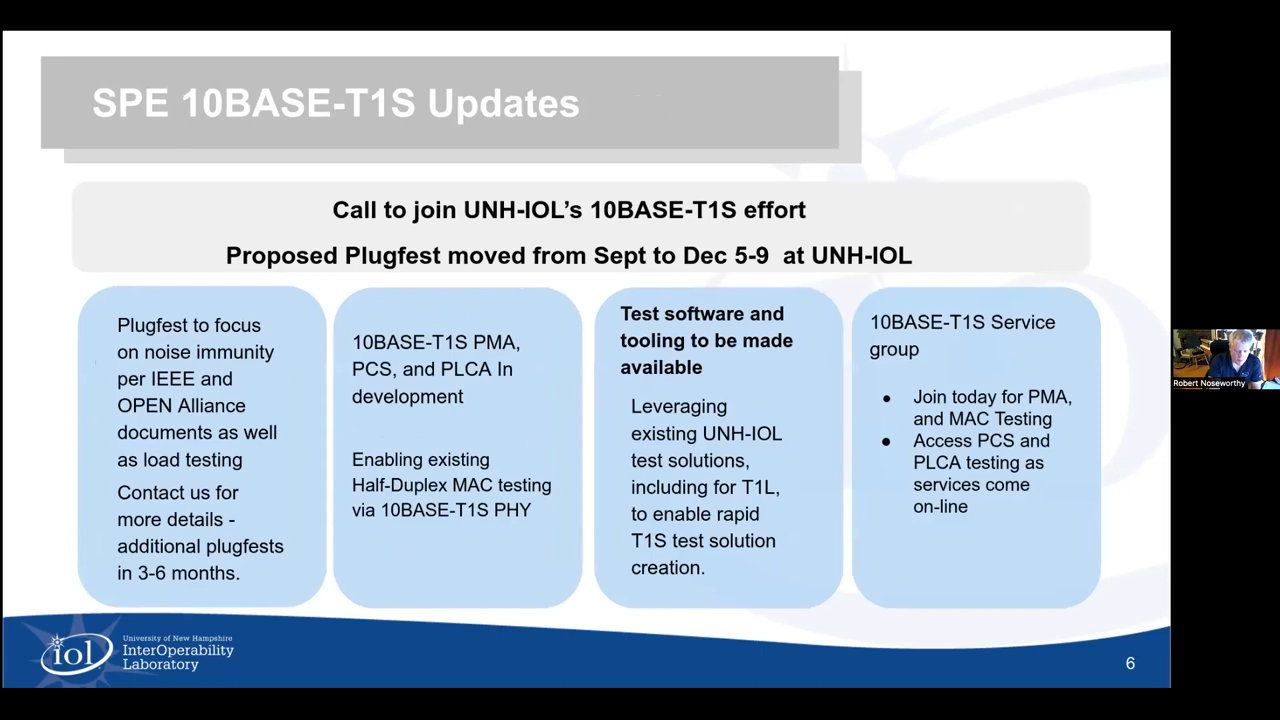 SPE 10BASE-T1S Updates
Call to join UNH-IOL’s 10BASE-T1S effort
Proposed Plugfest moved from Sept to Dec 5-9 at UNH-IOL
Plugfest to focus
on noise immunity
per IEEE and
OPEN Alliance
documents as well
as load testing
Contact us for
more details -
additional plugfests
in 3-6 months.
10BASE-T1S PMA,
PCS, and PLCA In
development
Enabling existing
Half-Duplex MAC testing
via 10BASE-T1S PHY
Test software and
tooling to be made
available
Leveraging
existing UNH-IOL
test solutions,
including for T1L,
to enable rapid
T1S test solution
creation.
10BASE-T1S Service
group
● Join today for PMA,
and MAC Testing
● Access PCS and
PLCA testing as
services come
on-line
Robert Noseworthy
iol
University of New Hampshire
InterOperability
Laboratory
6